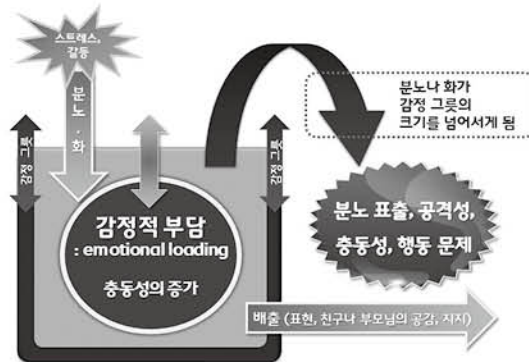 스트레스,
갈등
분노 · 화
감정 그릇
감정 그릇
분노나 화가
감정 그릇의
크기를 넘어서게 됨
감정적 부담
: emotional loading
충동성의 증가
분노 표출, 공격성,
충동성, 행동 문제
배출 (표현, 친구나 부모님의 공감, 지지)